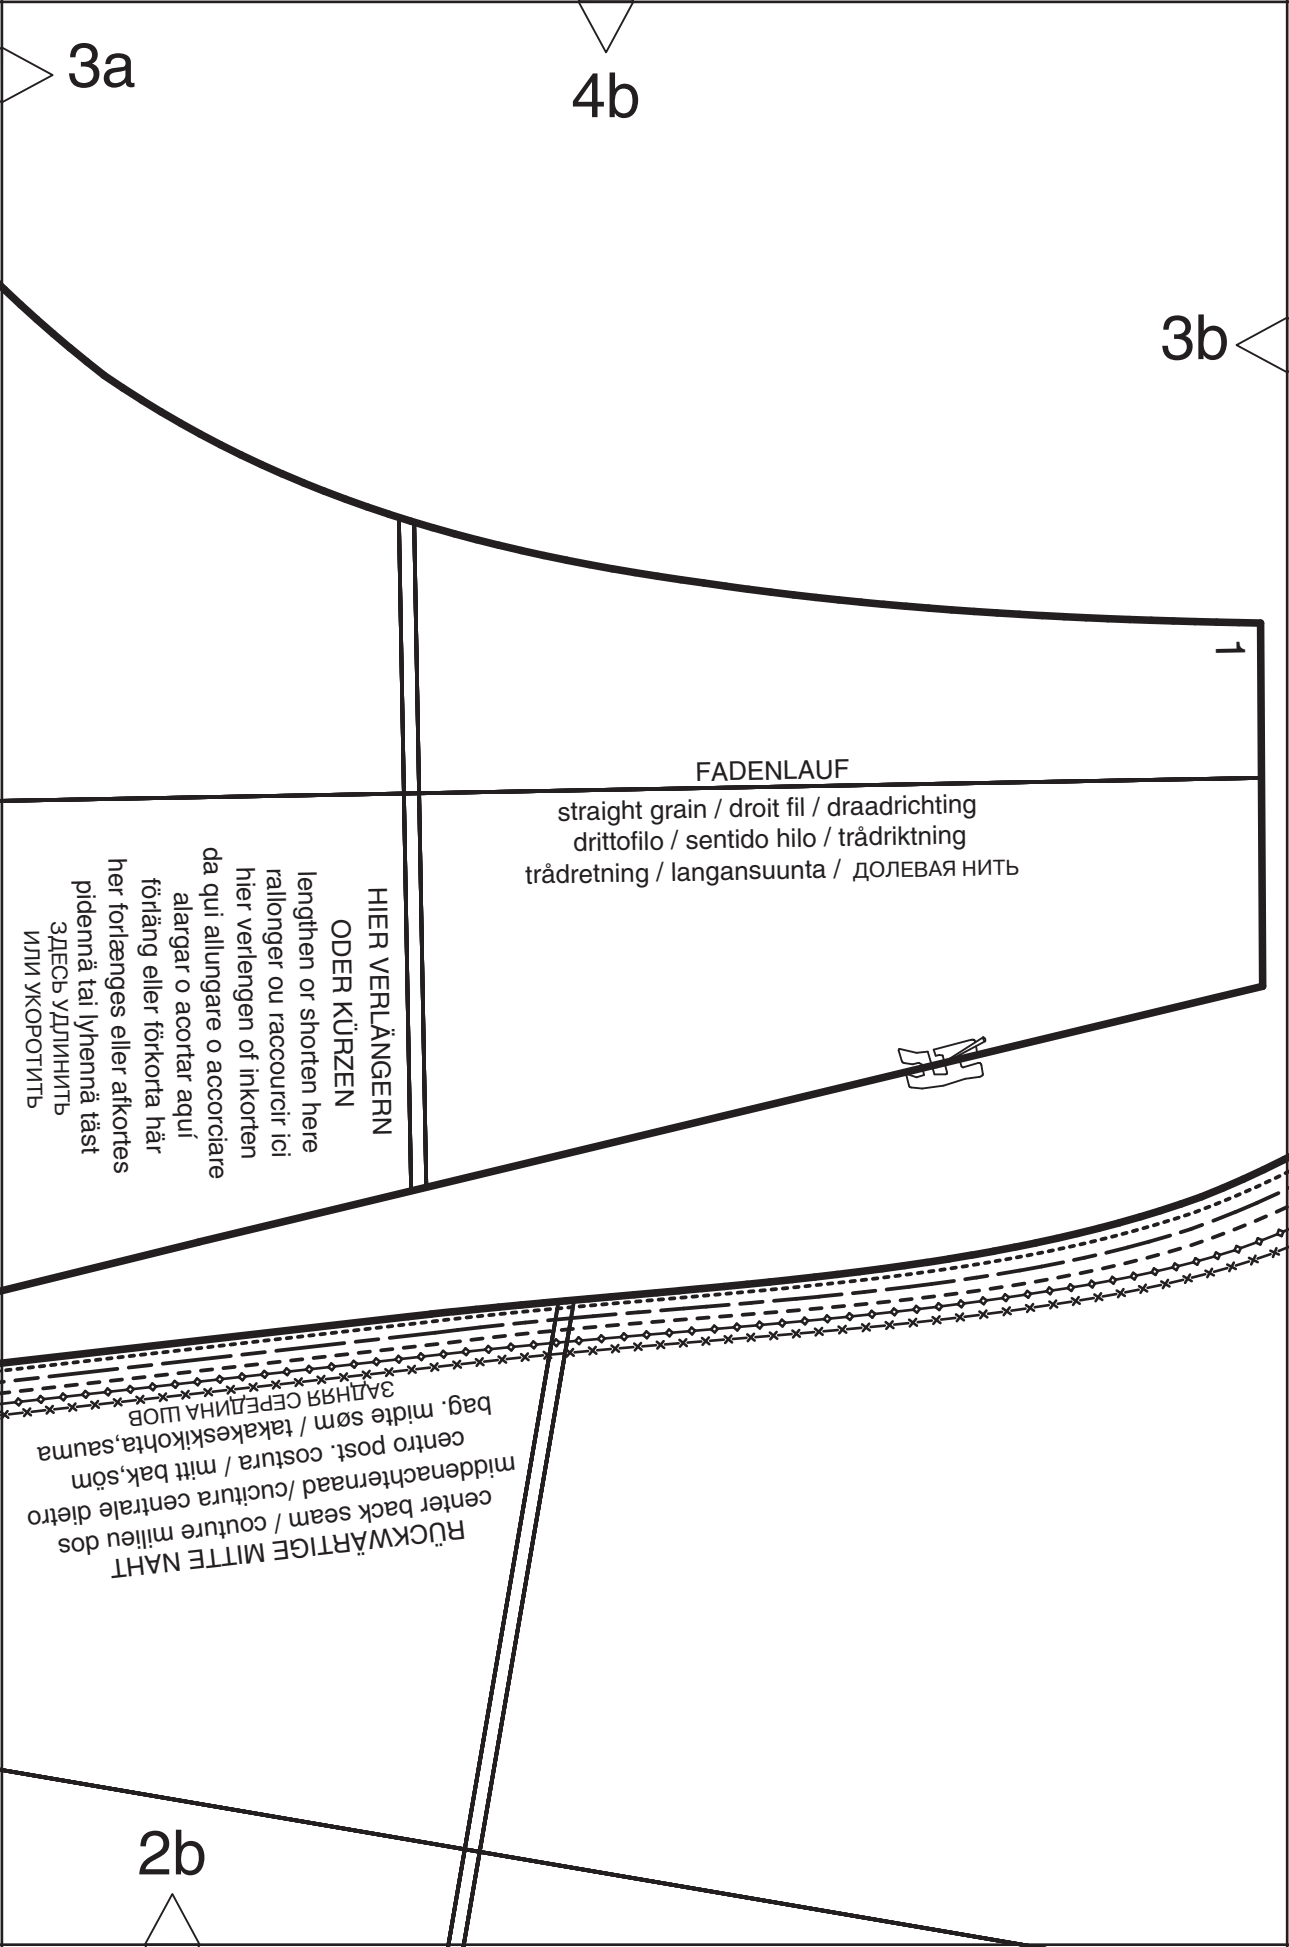 3a
4b
3b
1
FADENLAUF
straight grain / droit fil / draadrichting
drittofilo / sentido hilo / trådriktning
trådretning / langansuunta / ДОЛЕВАЯ НИТЬ
HIER VERLÄNGERN
ODER KÜRZEN
lengthen or shorten here
rallonger ou raccourcir ici
hier verlengen of inkorten
da qui allungare o accorciare
alargar o acortar aquí
förläng eller förkorta här
her forlænges eller afkortes
pidennä tai lyhennä täst
ЗДЕСЬ УДЛИНИТЬ
ИЛИ УКОРОТИТЬ
RÜCKWÄRTIGE MITTE NAHT
center back seam / couture milieu dos
middenachternaad /cucitura centrale dietro
centro post. costura / mitt bak,söm
bag. midte søm / takakeskikohta,sauma
ЗАДНЯЯ СЕРЕДИНА ШОВ
2b